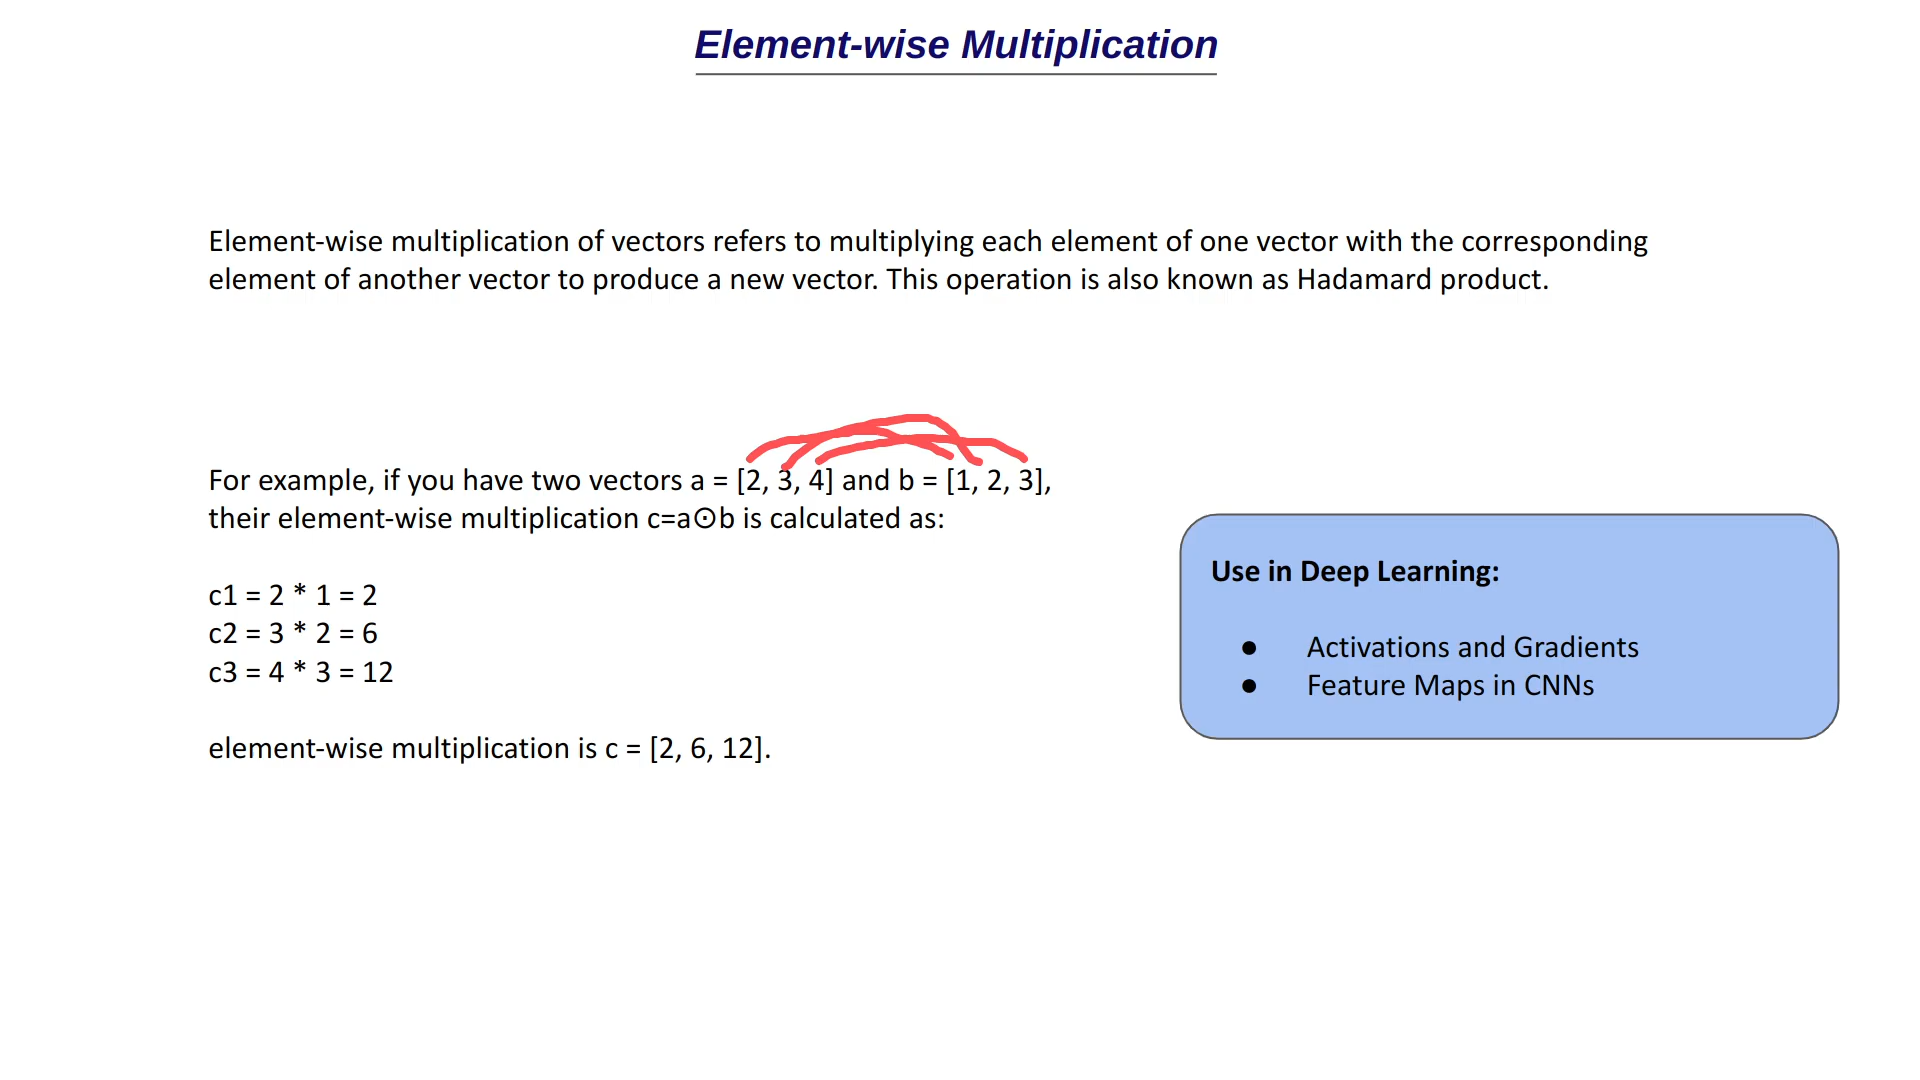 Element-wise Multiplication
Element-wise multiplication of vectors refers to multiplying each element of one vector with the corresponding
element of another vector to produce a new vector. This operation is also known as Hadamard product.
For example, if you have two vectors a = [2, 3, 4] and b = [1, 2, 3],
their element-wise multiplication c=a⊙b is calculated as:
c1 = 2 * 1 = 2
c2 = 3 * 2 = 6
c3 = 4 * 3 = 12
element-wise multiplication is c = [2, 6, 12].
Use in Deep Learning:
● Activations and Gradients
● Feature Maps in CNNs